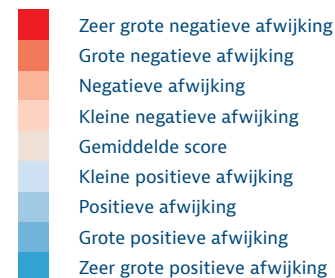 Zeer grote negatieve afwijking
Grote negatieve afwijking
Negatieve afwijking
Kleine negatieve afwijking
Gemiddelde score
Kleine positieve afwijking
Positieve afwijking
Grote positieve afwijking
Zeer grote positieve afwijking